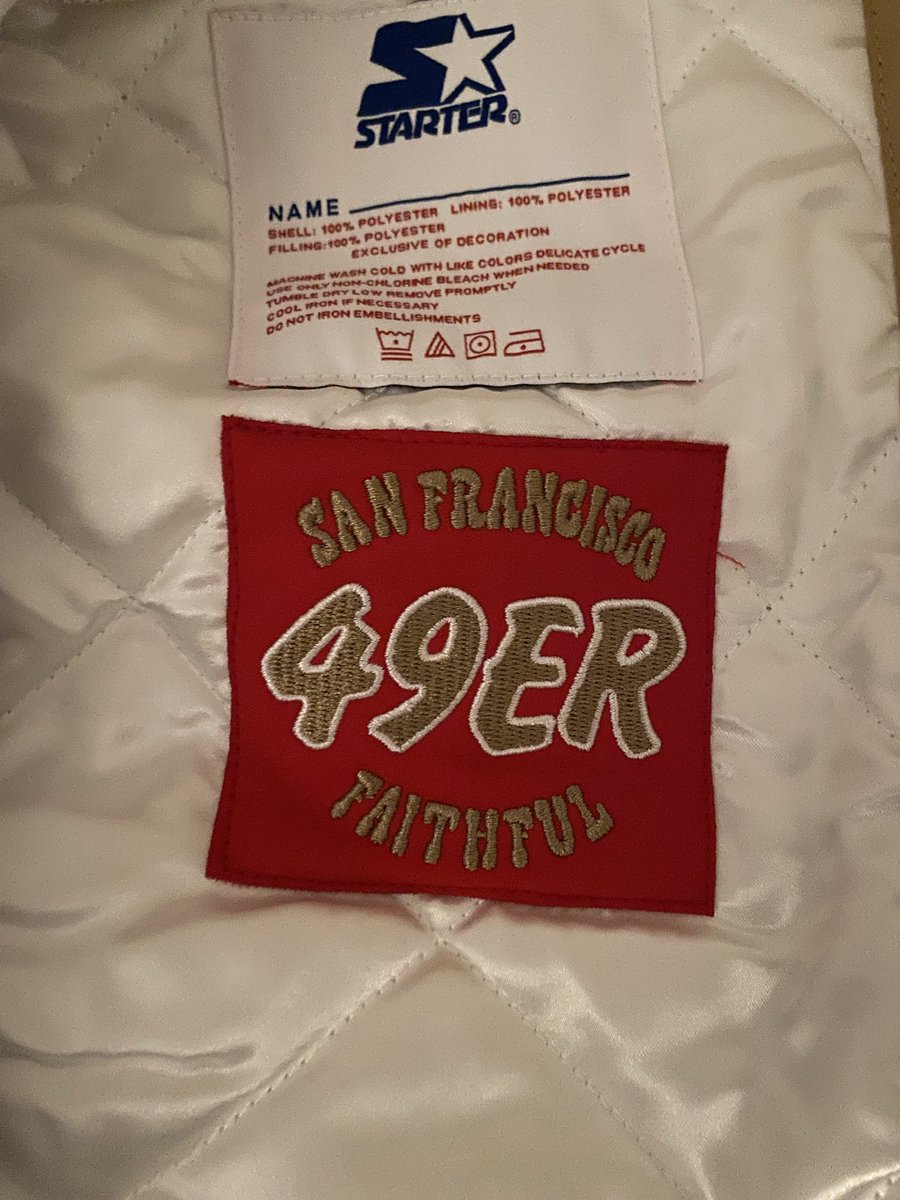 STARTER®
NAME
SHELL: 100% POLYESTER LINING: 100% POLYESTER
FILLING:100% POLYESTER
EXCLUSIVE OF DECORATION
MACHINE WASH COLD WITH LIKE COLORS DELICATE CYCLE
USE ONLY NON-CHLORINE BLEACH WHEN NEEDED
TUMBLE DRY LOW REMOVE PROMPTLY
COOL IRON IF NECESSARY
DO NOT IRON EMBELLISHMENTS
SAN FRANCISCO
49ER
FAITHFUL